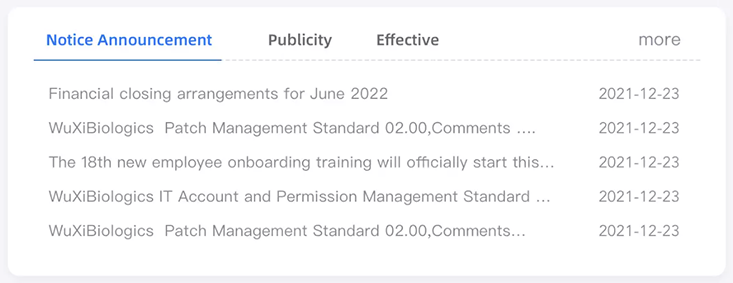 Notice Announcement Publicity Effective more
Financial closing arrangements for June 2022 2021-12-23
WuXiBiologics  Patch Management Standard 02.00,Comments .... 2021-12-23
The 18th new employee onboarding training will officially start this... 2021-12-23
WuXiBiologics IT Account and Permission Management Standard ... 2021-12-23
WuXiBiologics  Patch Management Standard 02.00,Comments... 2021-12-23